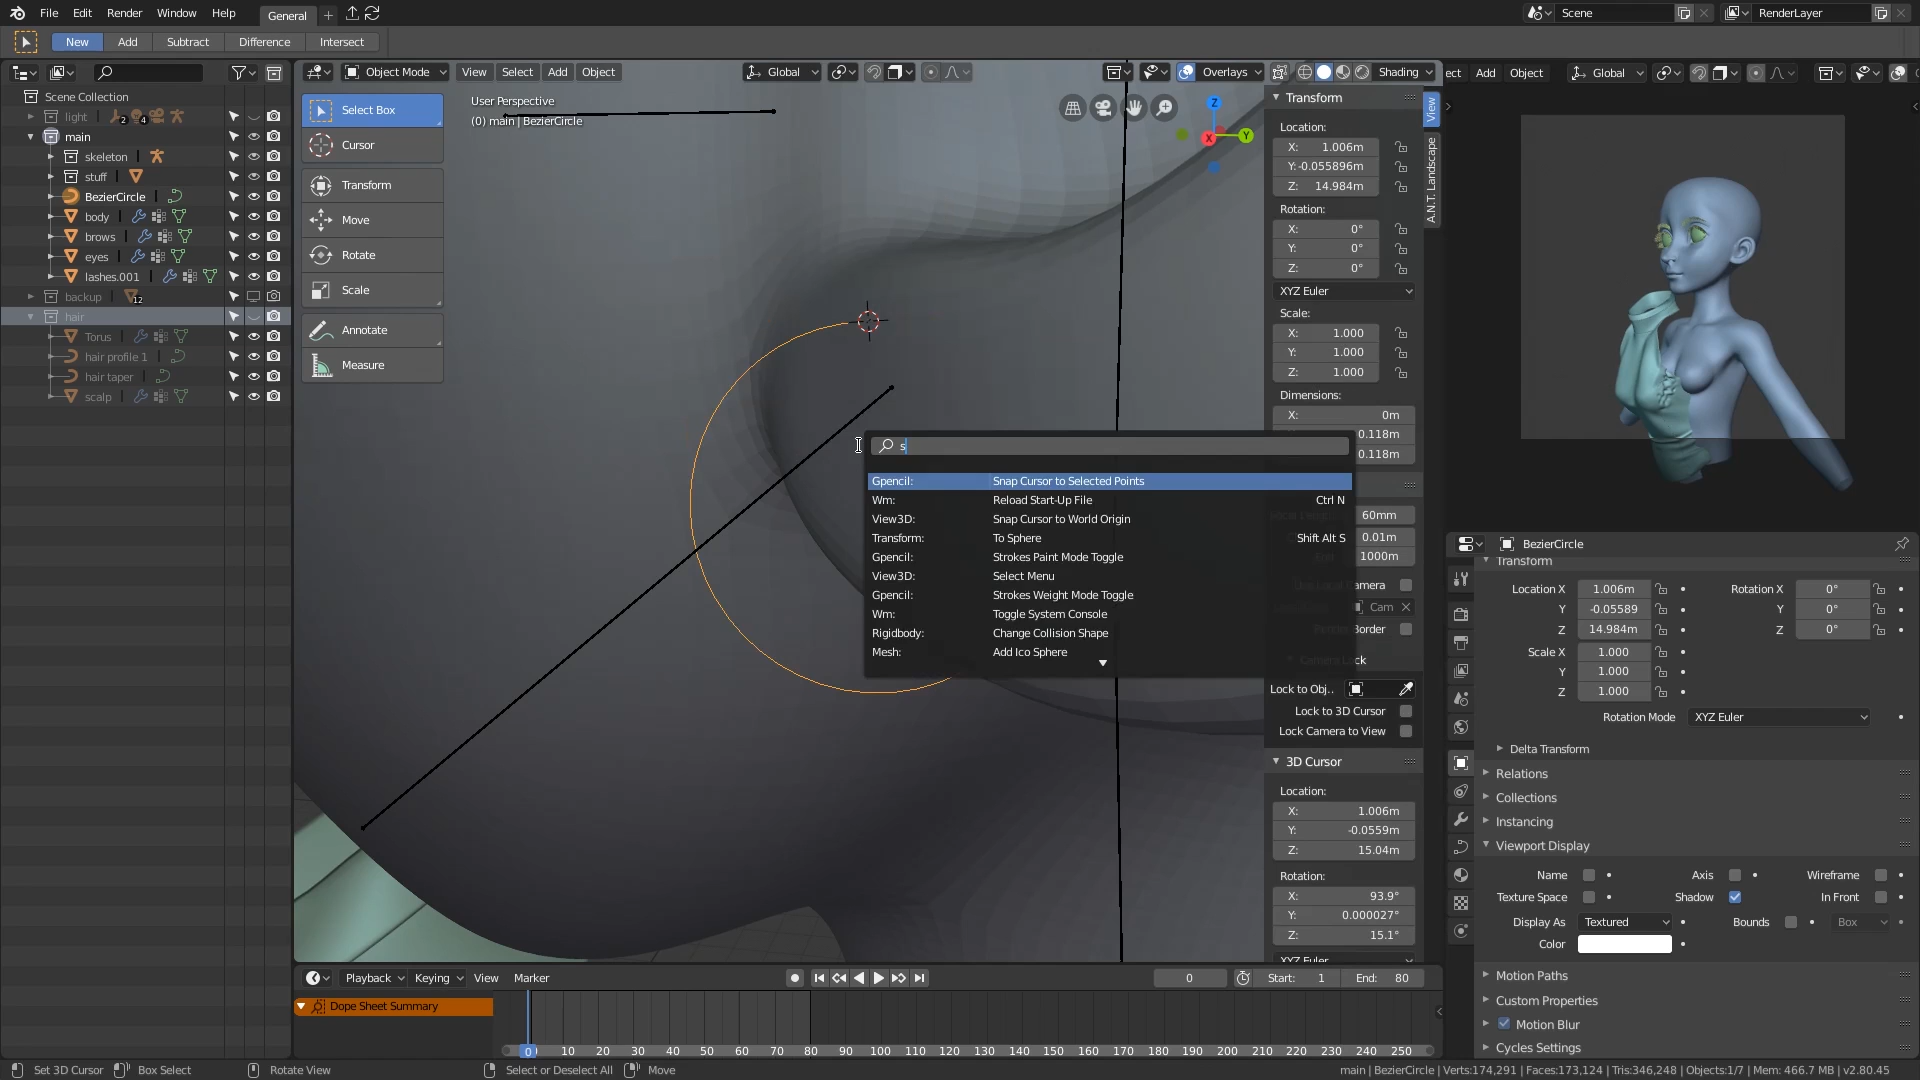 File Edit Render Window Help General Scene RenderLayer
New Add Subtract Difference Intersect
Object Mode View Select Add Object Global Overlays Shading ect Add Object Global
Scene Collection
light 2 4
main
skeleton
stuff
BezierCircle
body
brows
eyes
lashes.001
backup 12
hair
Torus
hair profile 1
hair taper
scalp
Select Box
Cursor
Transform
Move
Rotate
Scale
Annotate
Measure
User Perspective
(0) main | BezierCircle
Z
Y
X
s
Gpencil: Snap Cursor to Selected Points
Wm: Reload Start-Up File Ctrl N
View3D: Snap Cursor to World Origin
Transform: To Sphere Shift Alt S
Gpencil: Strokes Paint Mode Toggle
View3D: Select Menu
Gpencil: Strokes Weight Mode Toggle
Wm: Toggle System Console
Rigidbody: Change Collision Shape
Mesh: Add Ico Sphere
Transform
Location:
X: 1.006m
Y: -0.055896m
Z: 14.984m
Rotation:
X: 0°
Y: 0°
Z: 0°
XYZ Euler
Scale:
X: 1.000
Y: 1.000
Z: 1.000
Dimensions:
X: 0m
0.118m
0.118m
60mm
0.01m
1000m
Cam
Border
Lock
Lock to Obj..
Lock to 3D Cursor
Lock Camera to View
3D Cursor
Location:
X: 1.006m
Y: -0.0559m
Z: 15.04m
Rotation:
X: 93.9°
Y: 0.000027°
Z: 15.1°
XYZ Euler
View
A.N.T. Landscape
BezierCircle
Transform
Location X 1.006m Rotation X 0°
Y -0.05589 Y 0°
Z 14.984m Z 0°
Scale X 1.000
Y 1.000
Z 1.000
Rotation Mode XYZ Euler
Delta Transform
Relations
Collections
Instancing
Viewport Display
Name Axis Wireframe
Texture Space Shadow In Front
Display As Textured Bounds Box
Color
Motion Paths
Custom Properties
Motion Blur
Cycles Settings
Playback Keying View Marker 0 Start: 1 End: 80
Dope Sheet Summary
0 10 20 30 40 50 60 70 80 90 100 110 120 130 140 150 160 170 180 190 200 210 220 230 240 250
Set 3D Cursor Box Select Rotate View Select or Deselect All Move main | BezierCircle | Verts:174,291 | Faces:173,124 | Tris:346,248 | Objects:1/7 | Mem: 466.7 MB | v2.80.45